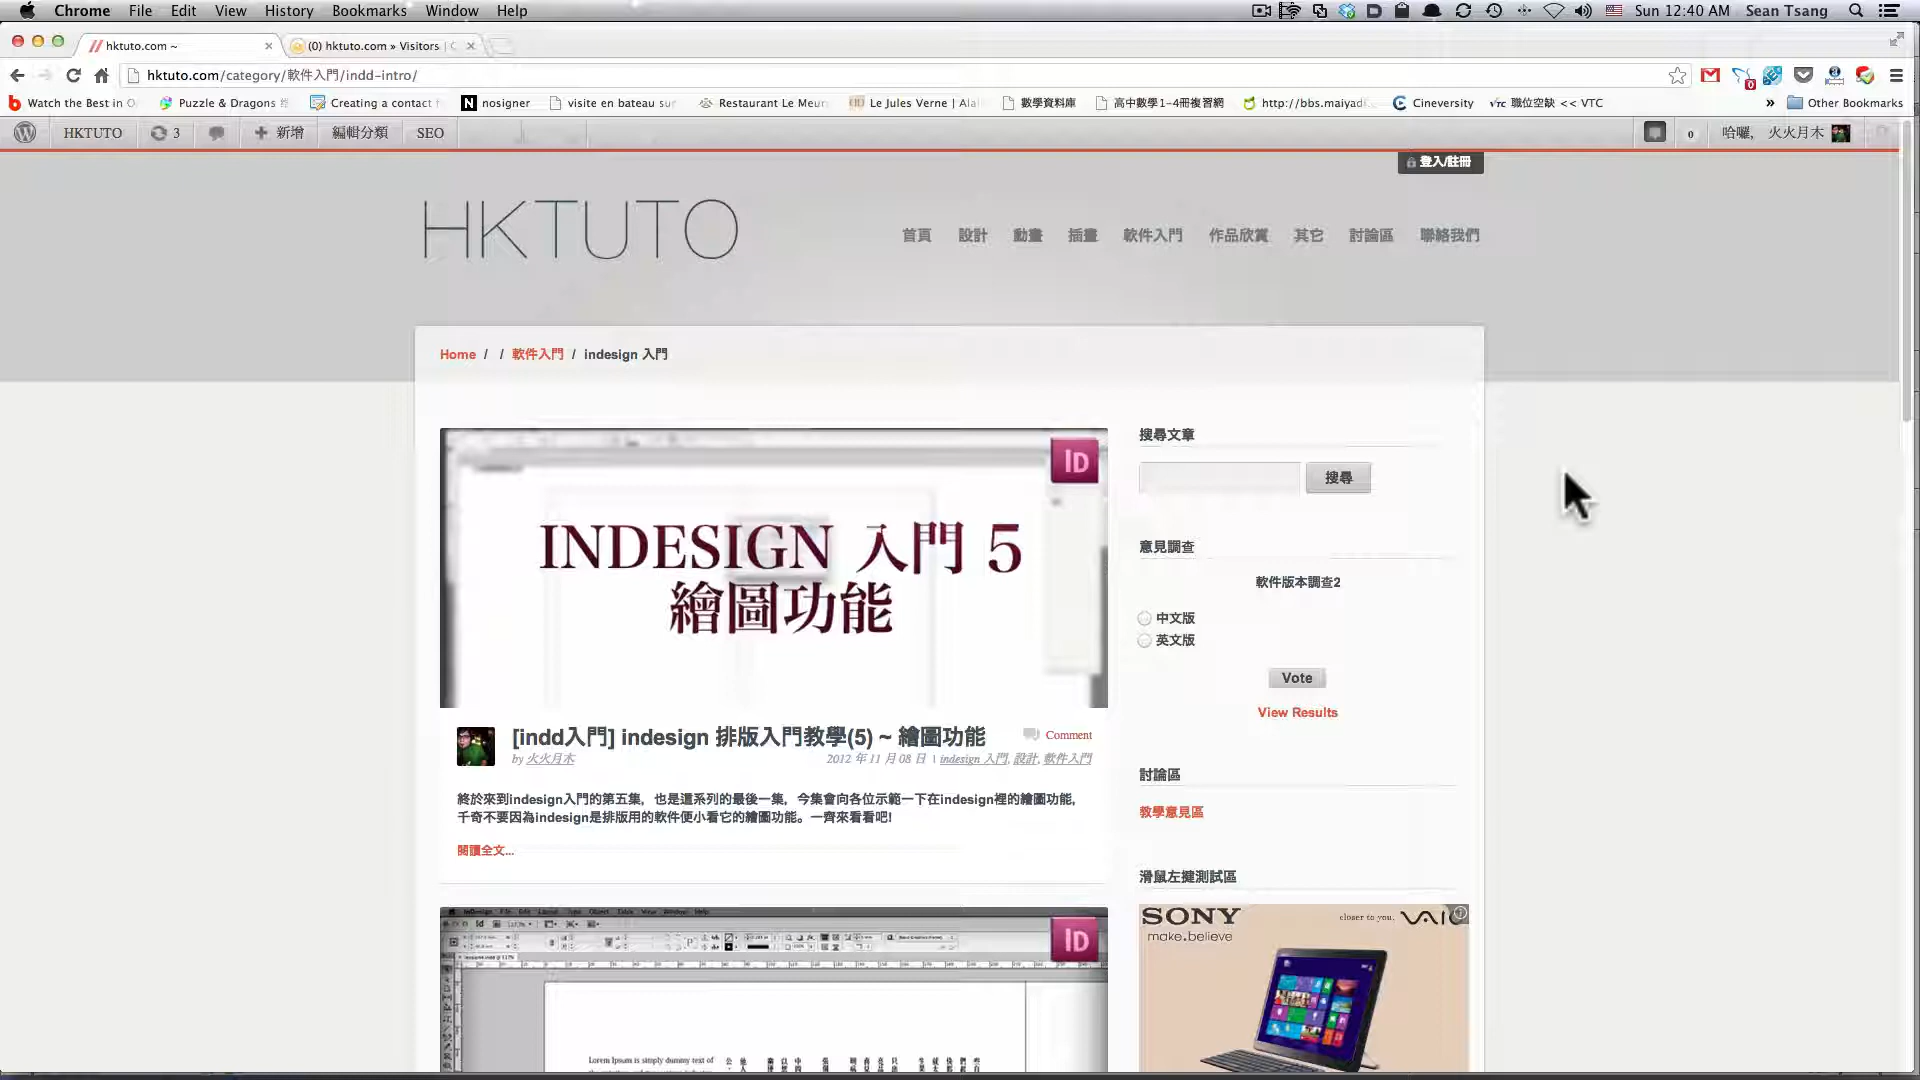 Chrome File Edit View History Bookmarks Window Help
Sun 12:40 AM Sean Tsang
hktuto.com ~
(0) hktuto.com » Visitors
hktuto.com/category/軟件入門/indd-intro/
Watch the Best in
Puzzle & Dragons
Creating a contact
nosigner
visite en bateau sur
Restaurant Le Meur
Le Jules Verne | Alai
數學資料庫
高中數學1-4冊複習網
http://bbs.maiyadi...
Cineversity
vTc 職位空缺 << VTC
»
Other Bookmarks
HKTUTO 3 新增 編輯分類 SEO
0 哈囉, 火火月木
登入/註冊
HKTUTO
首頁 設計 動畫 插畫 軟件入門 作品欣賞 其它 討論區 聯絡我們
Home / / 軟件入門 / indesign 入門
ID
INDESIGN 入門 5
繪圖功能
[indd入門] indesign 排版入門教學(5) ~ 繪圖功能
Comment
by 火火月木
2012 年 11 月 08 日 | indesign 入門, 設計, 軟件入門
終於來到indesign入門的第五集，也是這系列的最後一集，今集會向各位示範一下在indesign裡的繪圖功能，
千奇不要因為indesign是排版用的軟件便小看它的繪圖功能。一齊來看看吧!
閱讀全文...
ID
Lorem Ipsum is simply dummy text of
搜尋文章
搜尋
意見調查
軟件版本調查2
中文版
英文版
Vote
View Results
討論區
教學意見區
滑鼠左鍵測試區
SONY
make.believe
closer to you. VAIO